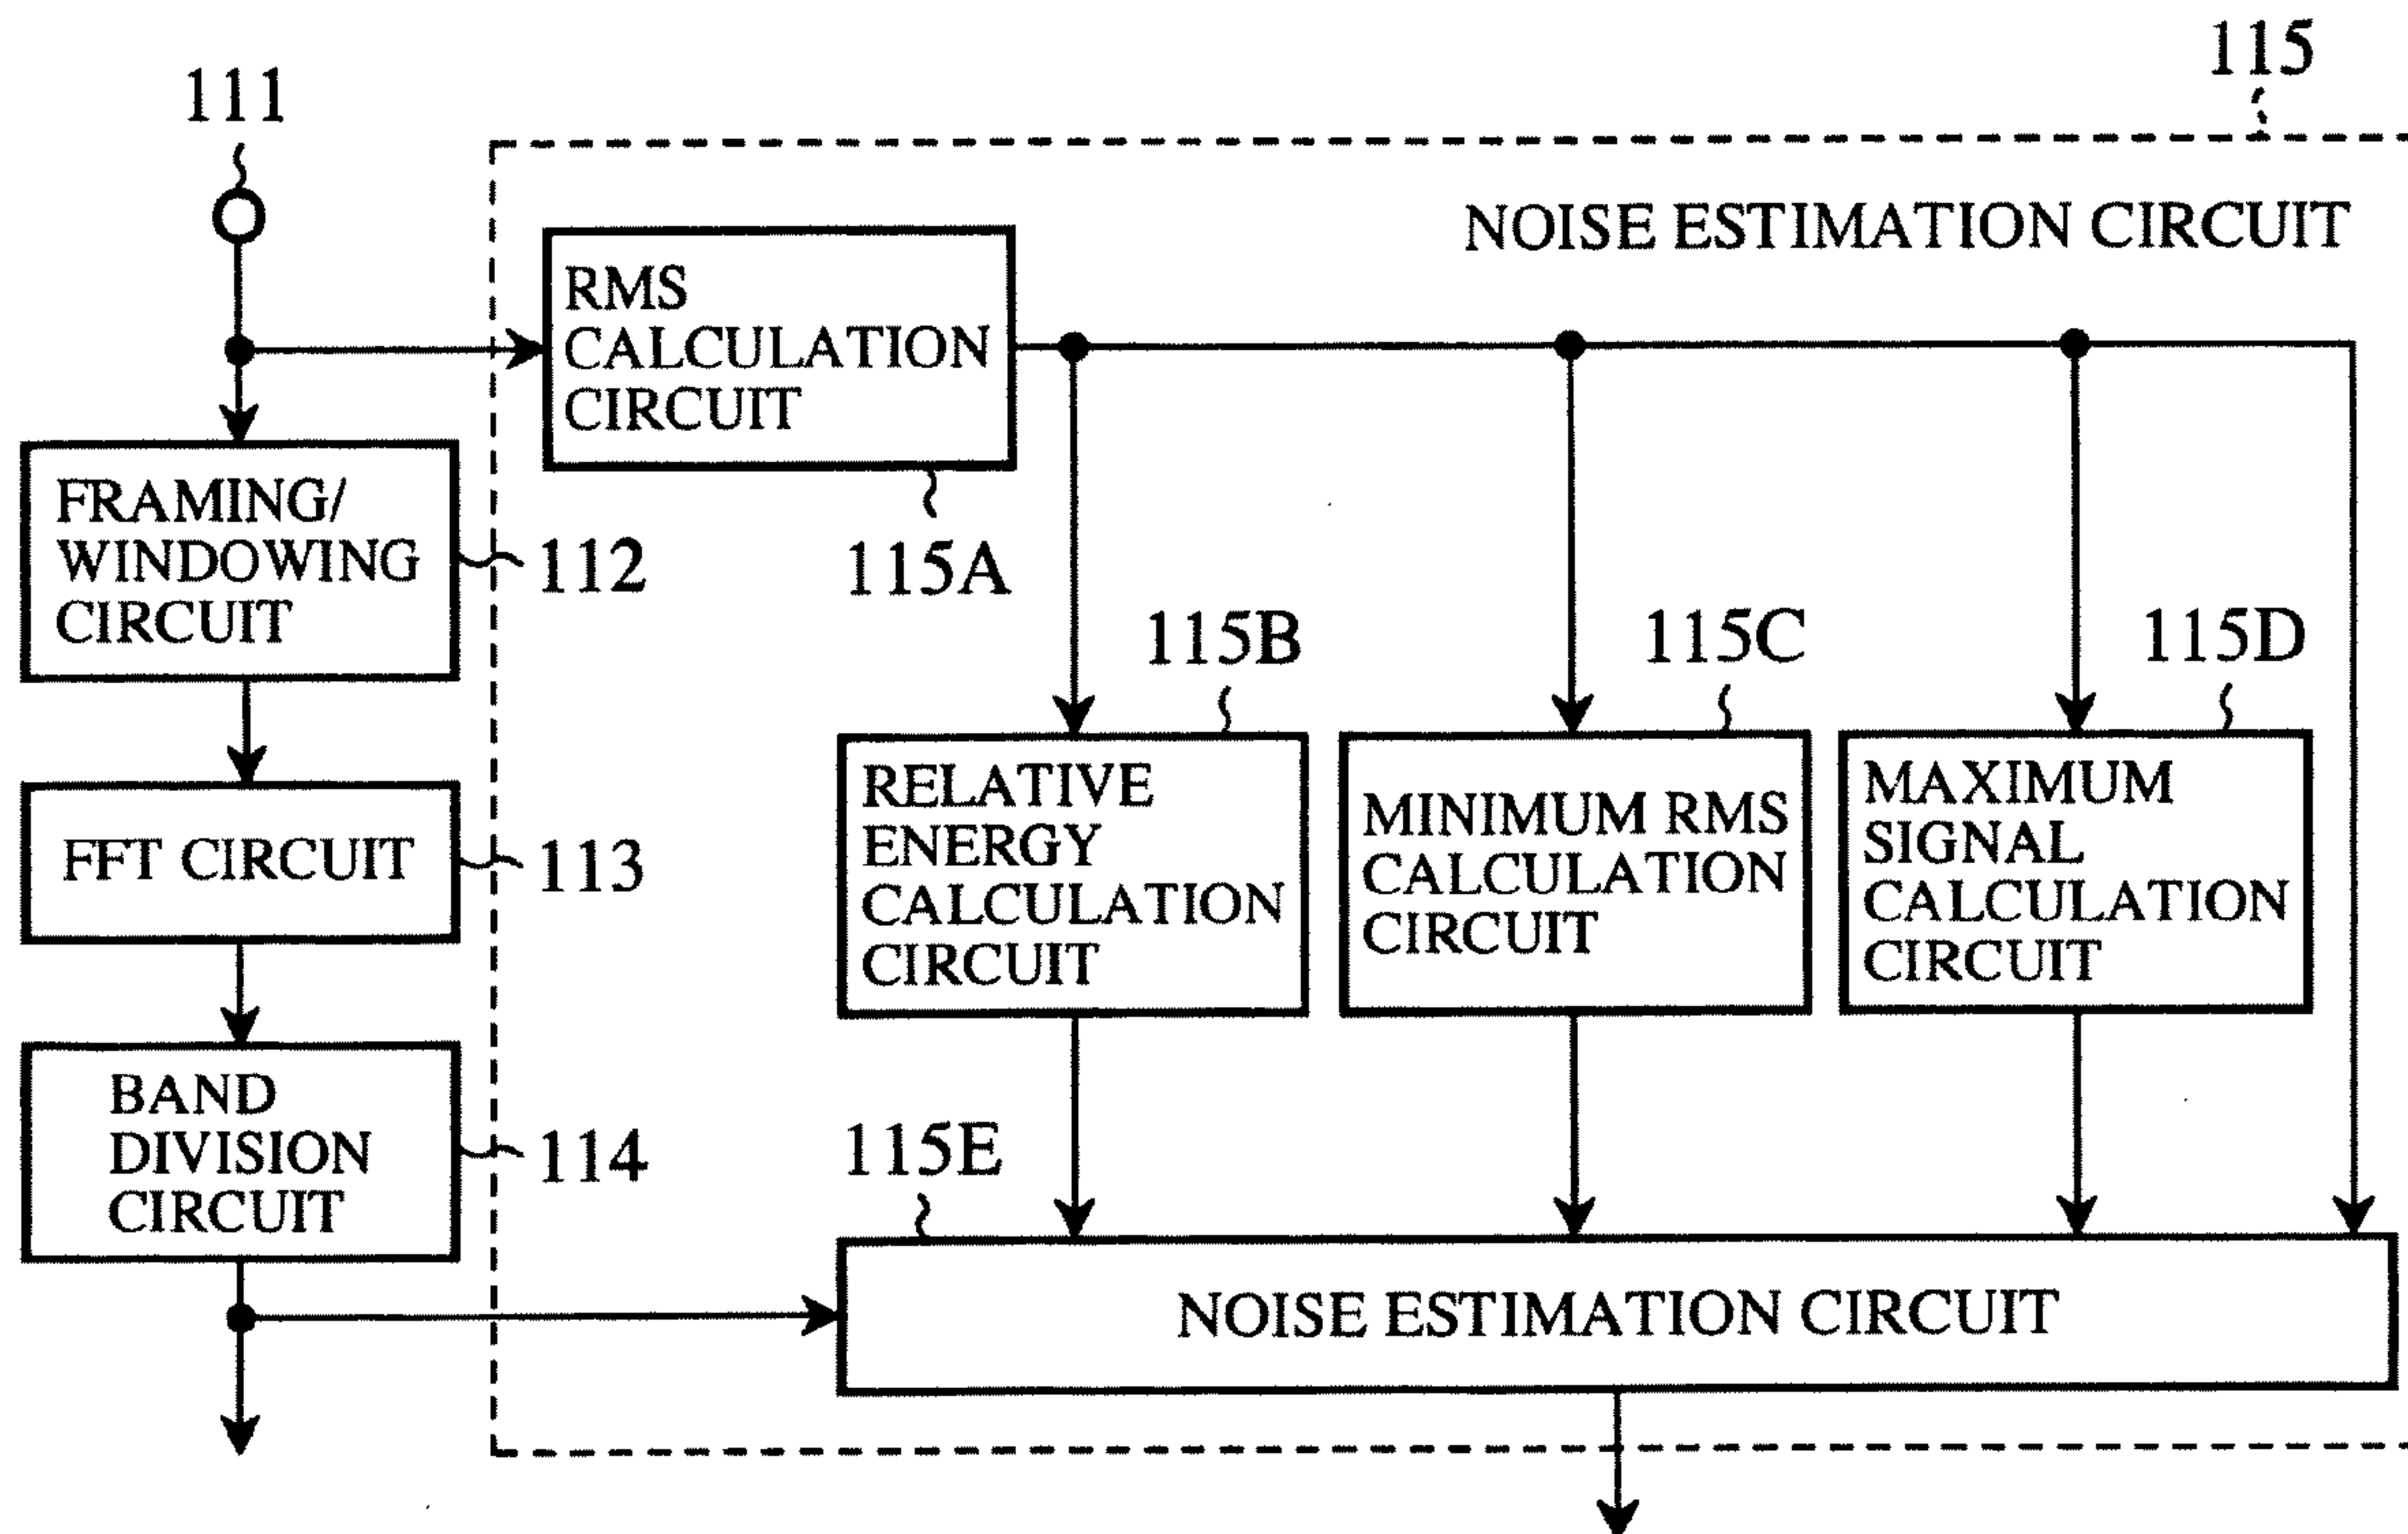 115
111
NOISE ESTIMATION CIRCUIT
RMS
CALCULATION
CIRCUIT
115A
FRAMING/
WINDOWING
CIRCUIT
112
115B
115C
115D
RELATIVE
ENERGY
CALCULATION
CIRCUIT
MINIMUM RMS
CALCULATION
CIRCUIT
MAXIMUM
SIGNAL
CALCULATION
CIRCUIT
FFT CIRCUIT
113
BAND
DIVISION
CIRCUIT
114
115E
NOISE ESTIMATION CIRCUIT